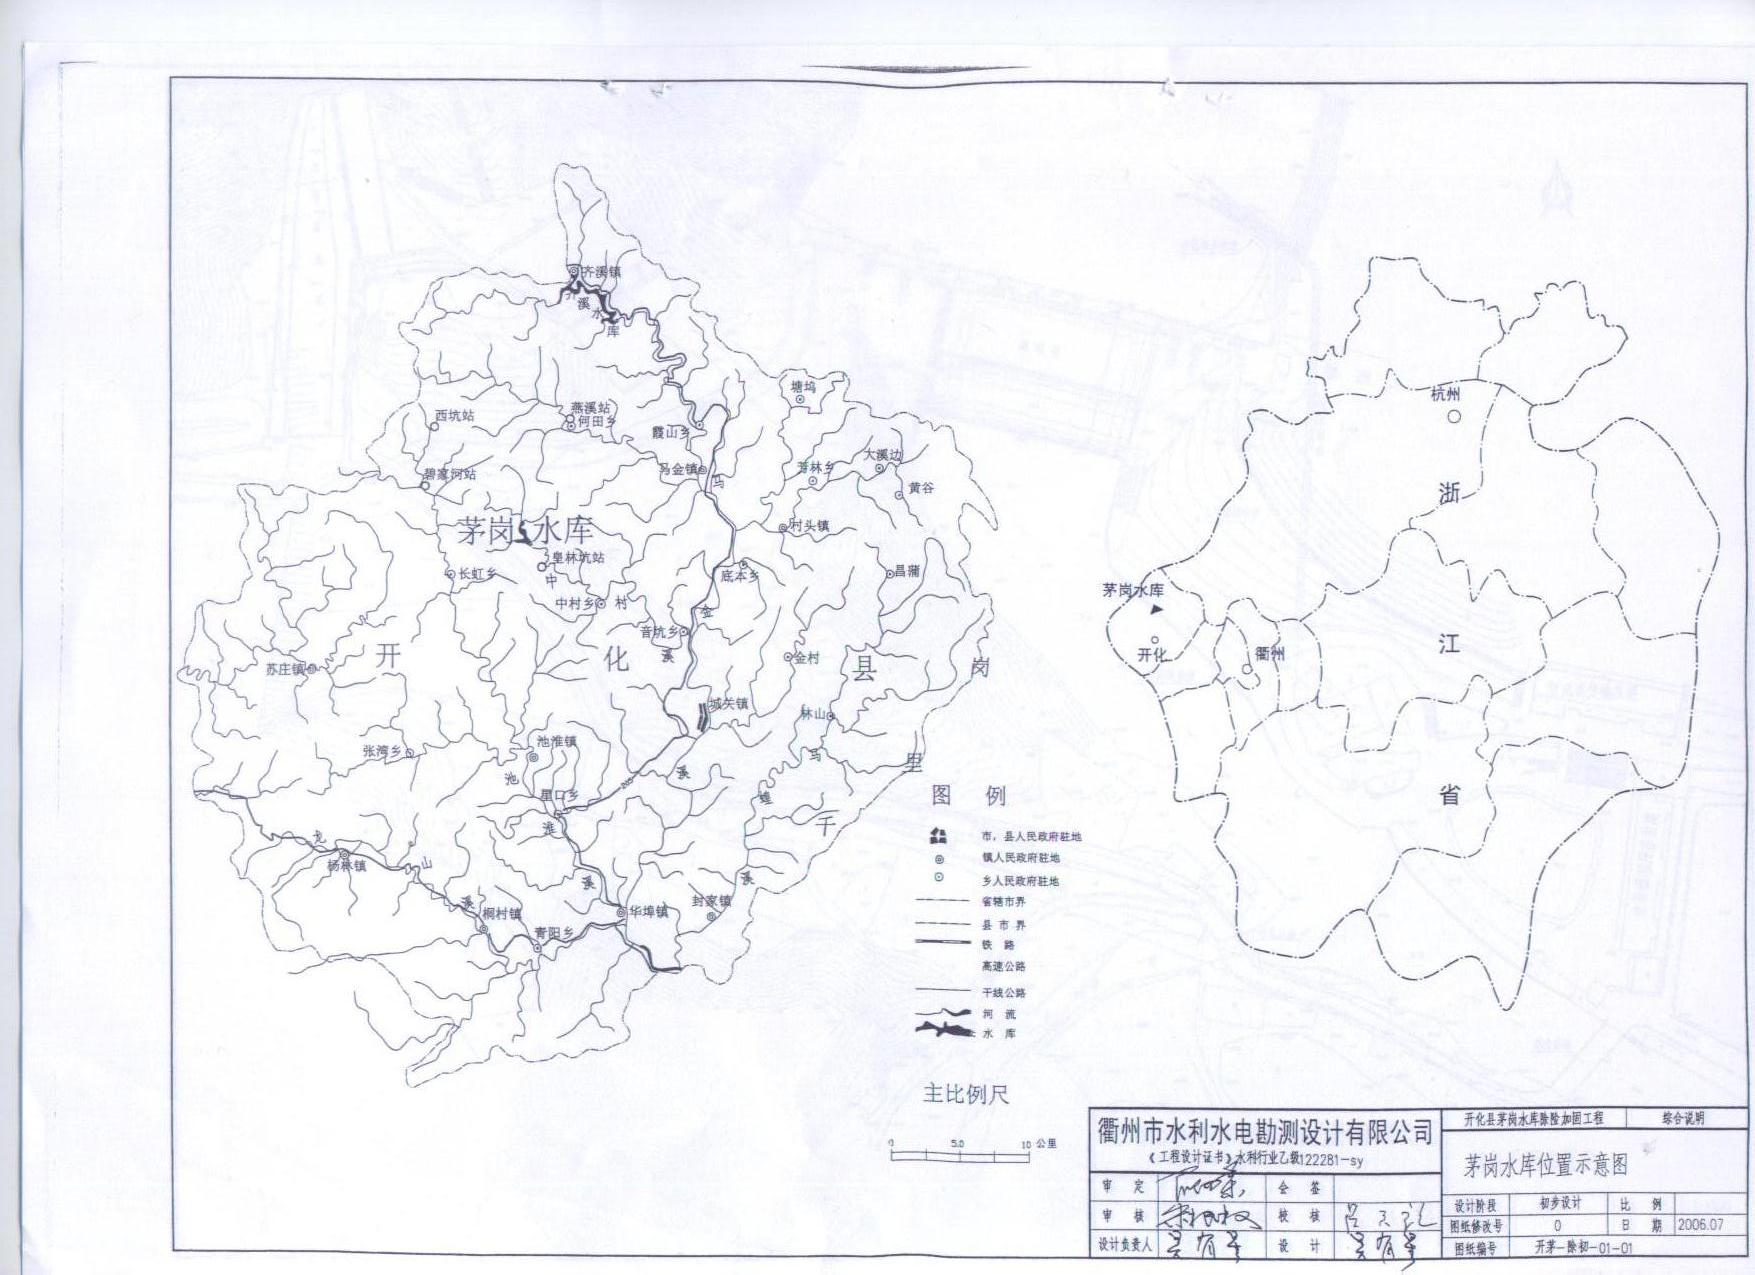 齐溪镇
齐
溪
水
库
塘坞
燕溪站
何田乡
西坑站
霞山乡
大溪边
马金镇
马
芳林乡
碧家河站
黄谷
茅岗水库
村头镇
皇林坑站
中
长虹乡
底本乡
昌蒲
中村乡
村
金
音坑乡
溪
开
化
县
岗
金村
苏庄镇
城关镇
林山
池淮镇
张湾乡
马
里
池
溪
星口乡
蛙
淮
千
龙
杨林镇
山
溪
溪
溪
桐村镇
封家镇
华埠镇
青阳乡
图 例
市，县人民政府驻地
镇人民政府驻地
乡人民政府驻地
省辖市界
县 市 界
铁 路
高速公路
干线公路
河 流
水 库
主比例尺
0 5.0 10 公里
杭州
浙
茅岗水库
江
开化
衢州
省
衢州市水利水电勘测设计有限公司
《工程设计证书》水利行业乙级122281-sy
审 定
会 签
审 核
校 核
设计负责人
设 计
开化县茅岗水库除险加固工程
综合说明
茅岗水库位置示意图
设计阶段 初步设计 比 例
图纸修改号 0 日 期 2006.07
图纸编号 开茅-除初-01-01